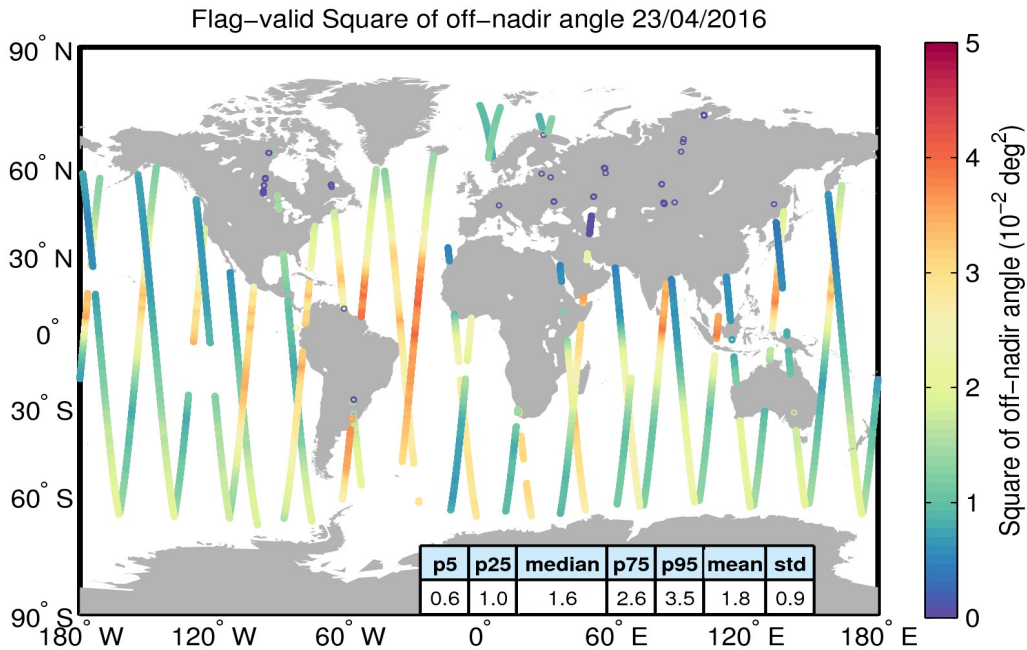 Flag−valid Square of off−nadir angle 23/04/2016
90° N
60° N
30° N
0°
30° S
60° S
90° S
180° W
120° W
60° W
0°
60° E
120° E
180° E
p5 p25 median p75 p95 mean std
0.6 1.0 1.6 2.6 3.5 1.8 0.9
5
4
3
2
1
0
Square of off−nadir angle (10⁻² deg²)